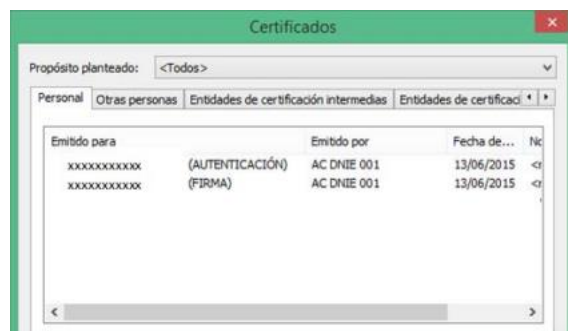 Certificados
Propósito planteado: <Todos>
Personal Otras personas Entidades de certificación intermedias Entidades de certificaci
Emitido para Emitido por Fecha de... Nc
xxxxxxxxxxx (AUTENTICACIÓN) AC DNIE 001 13/06/2015
xxxxxxxxxxx (FIRMA) AC DNIE 001 13/06/2015